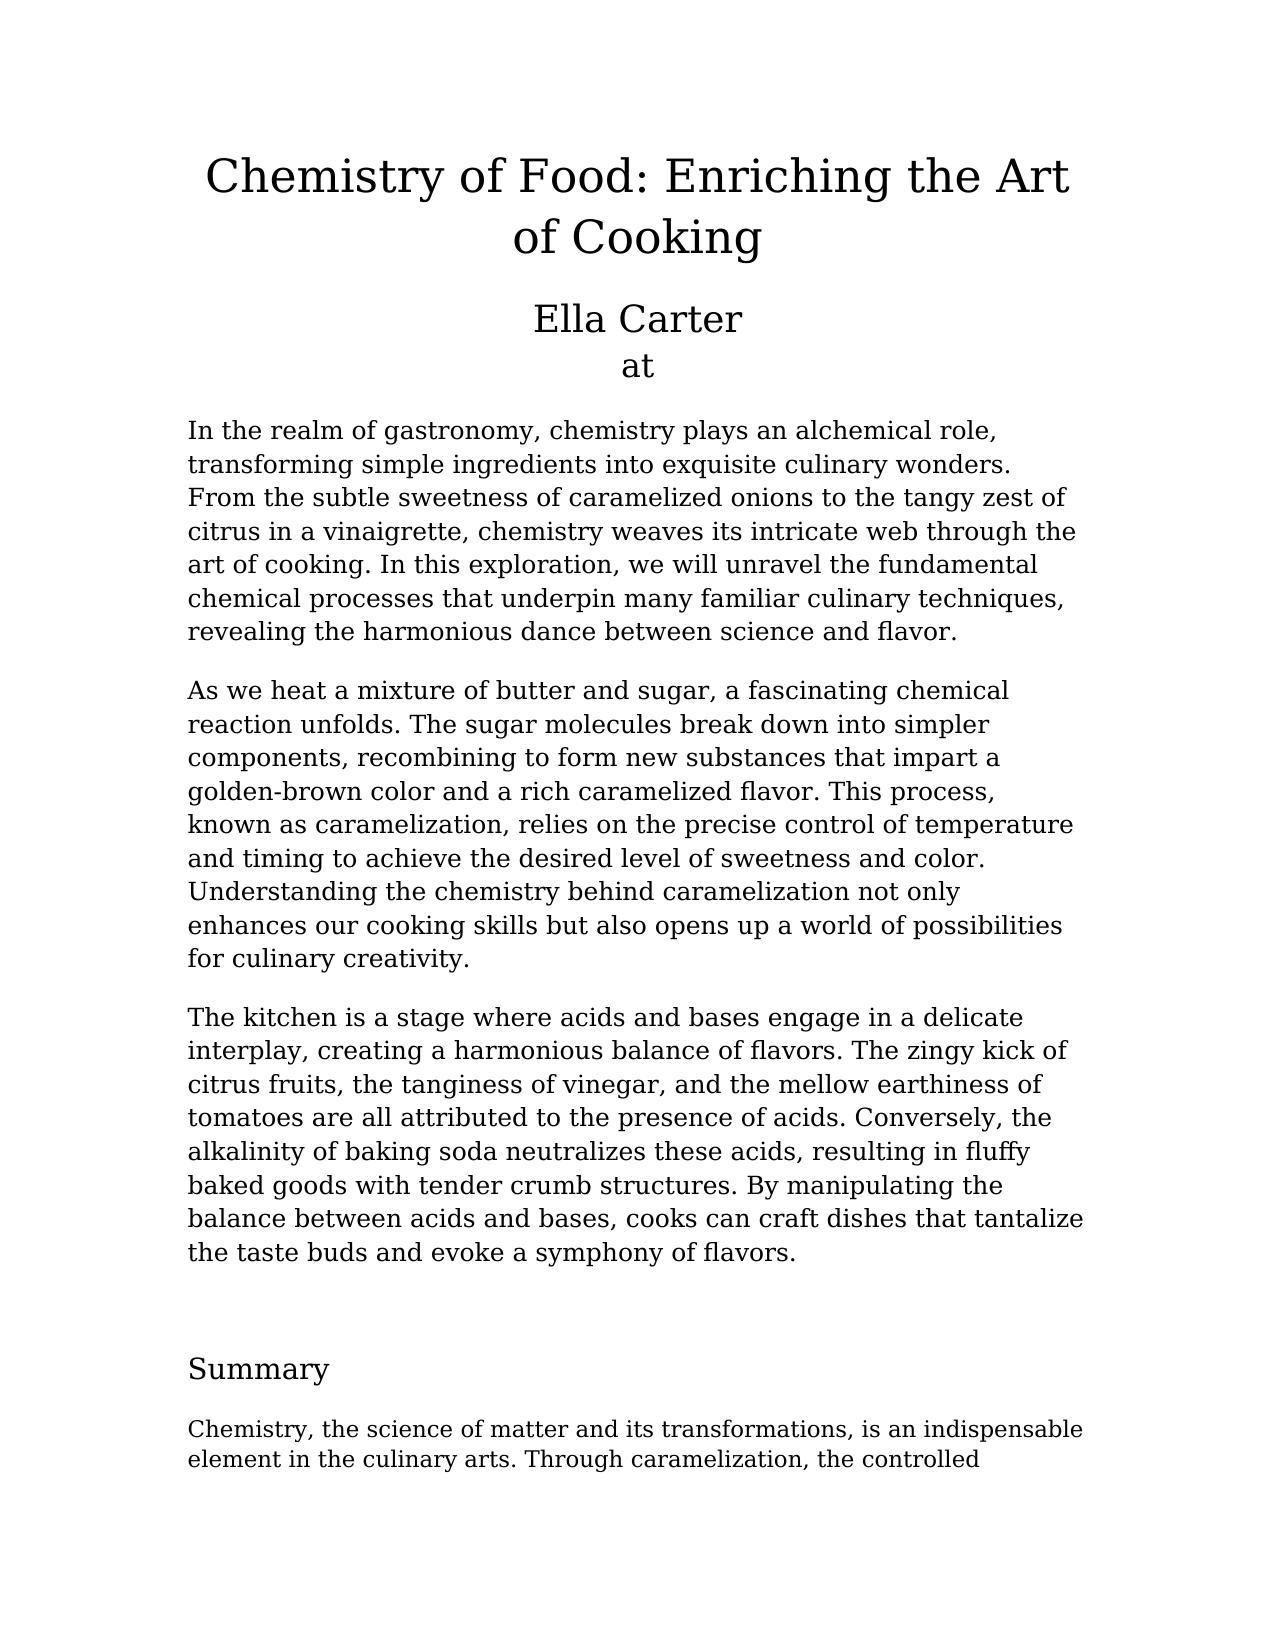 Chemistry of Food: Enriching the Art
of Cooking
Ella Carter
at
In the realm of gastronomy, chemistry plays an alchemical role,
transforming simple ingredients into exquisite culinary wonders.
From the subtle sweetness of caramelized onions to the tangy zest of
citrus in a vinaigrette, chemistry weaves its intricate web through the
art of cooking. In this exploration, we will unravel the fundamental
chemical processes that underpin many familiar culinary techniques,
revealing the harmonious dance between science and flavor.
As we heat a mixture of butter and sugar, a fascinating chemical
reaction unfolds. The sugar molecules break down into simpler
components, recombining to form new substances that impart a
golden-brown color and a rich caramelized flavor. This process,
known as caramelization, relies on the precise control of temperature
and timing to achieve the desired level of sweetness and color.
Understanding the chemistry behind caramelization not only
enhances our cooking skills but also opens up a world of possibilities
for culinary creativity.
The kitchen is a stage where acids and bases engage in a delicate
interplay, creating a harmonious balance of flavors. The zingy kick of
citrus fruits, the tanginess of vinegar, and the mellow earthiness of
tomatoes are all attributed to the presence of acids. Conversely, the
alkalinity of baking soda neutralizes these acids, resulting in fluffy
baked goods with tender crumb structures. By manipulating the
balance between acids and bases, cooks can craft dishes that tantalize
the taste buds and evoke a symphony of flavors.
Summary
Chemistry, the science of matter and its transformations, is an indispensable
element in the culinary arts. Through caramelization, the controlled